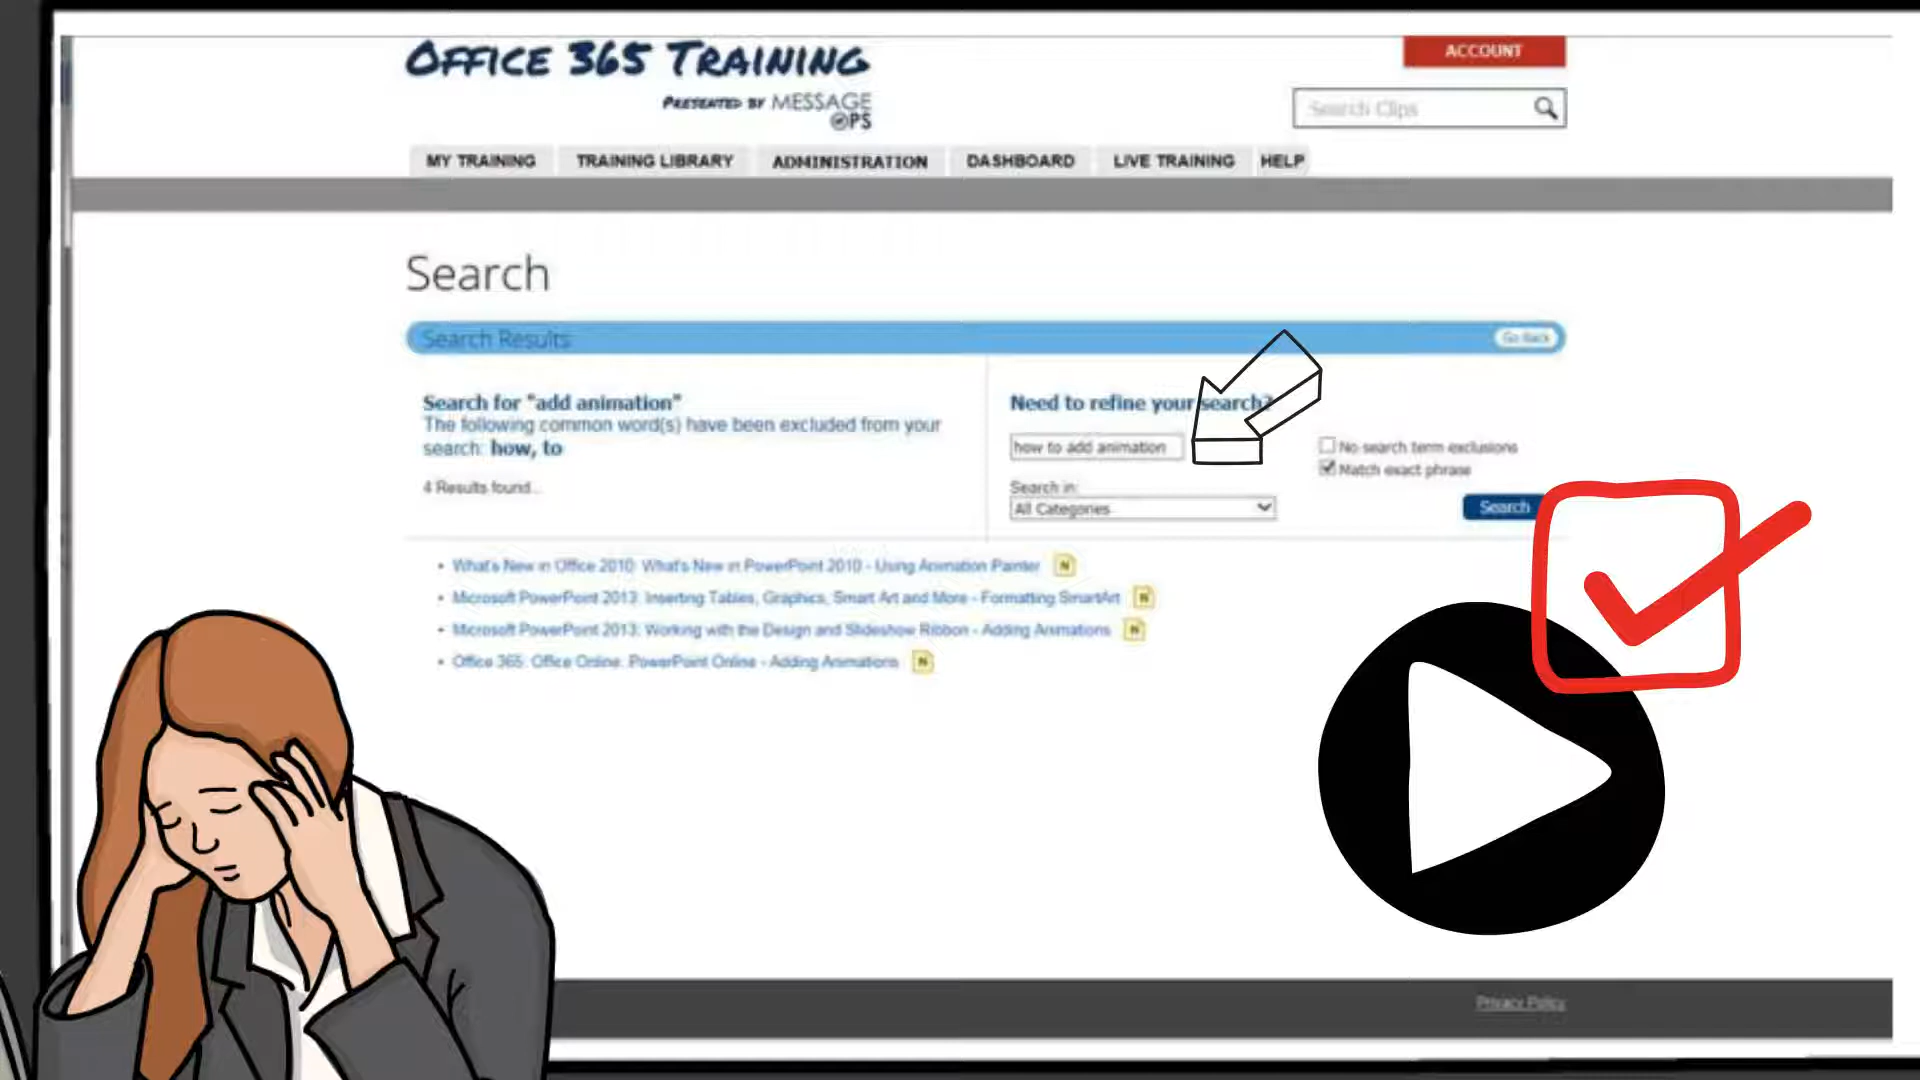 OFFICE 365 TRAINING
PRESENTED BY MESSAGE
OPS
ACCOUNT
Search Clips
MY TRAINING TRAINING LIBRARY ADMINISTRATION DASHBOARD LIVE TRAINING HELP
Search
Search Results
Go Back
Search for "add animation"
The following common word(s) have been excluded from your
search: how, to
4 Results found...
Need to refine your search?
how to add animation
No search term exclusions
Match exact phrase
Search in:
All Categories
Search
What's New in Office 2010: What's New in PowerPoint 2010 - Using Animation Painter N
Microsoft PowerPoint 2013: Inserting Tables, Graphics, Smart Art and More - Formatting SmartArt N
Microsoft PowerPoint 2013: Working with the Design and Slideshow Ribbon - Adding Animations N
Office 365: Office Online: PowerPoint Online - Adding Animations N
Privacy Policy